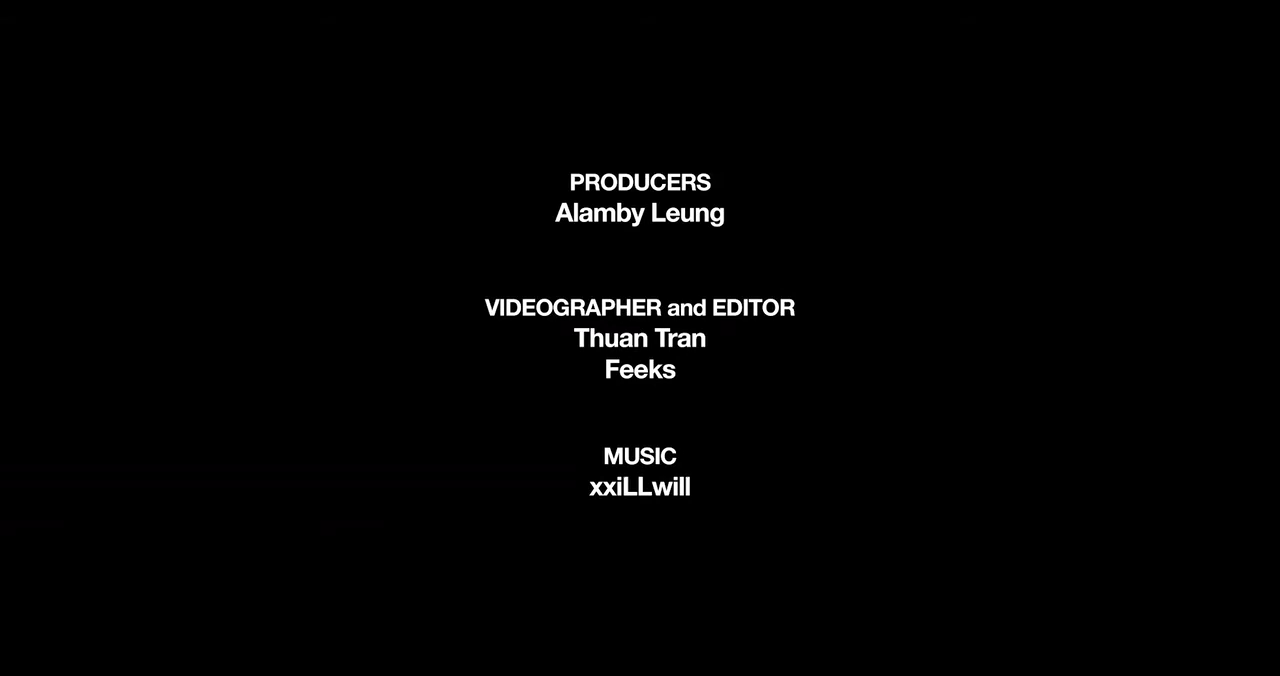 PRODUCERS
Alamby Leung
VIDEOGRAPHER and EDITOR
Thuan Tran
Feeks
MUSIC
xxiLLwill